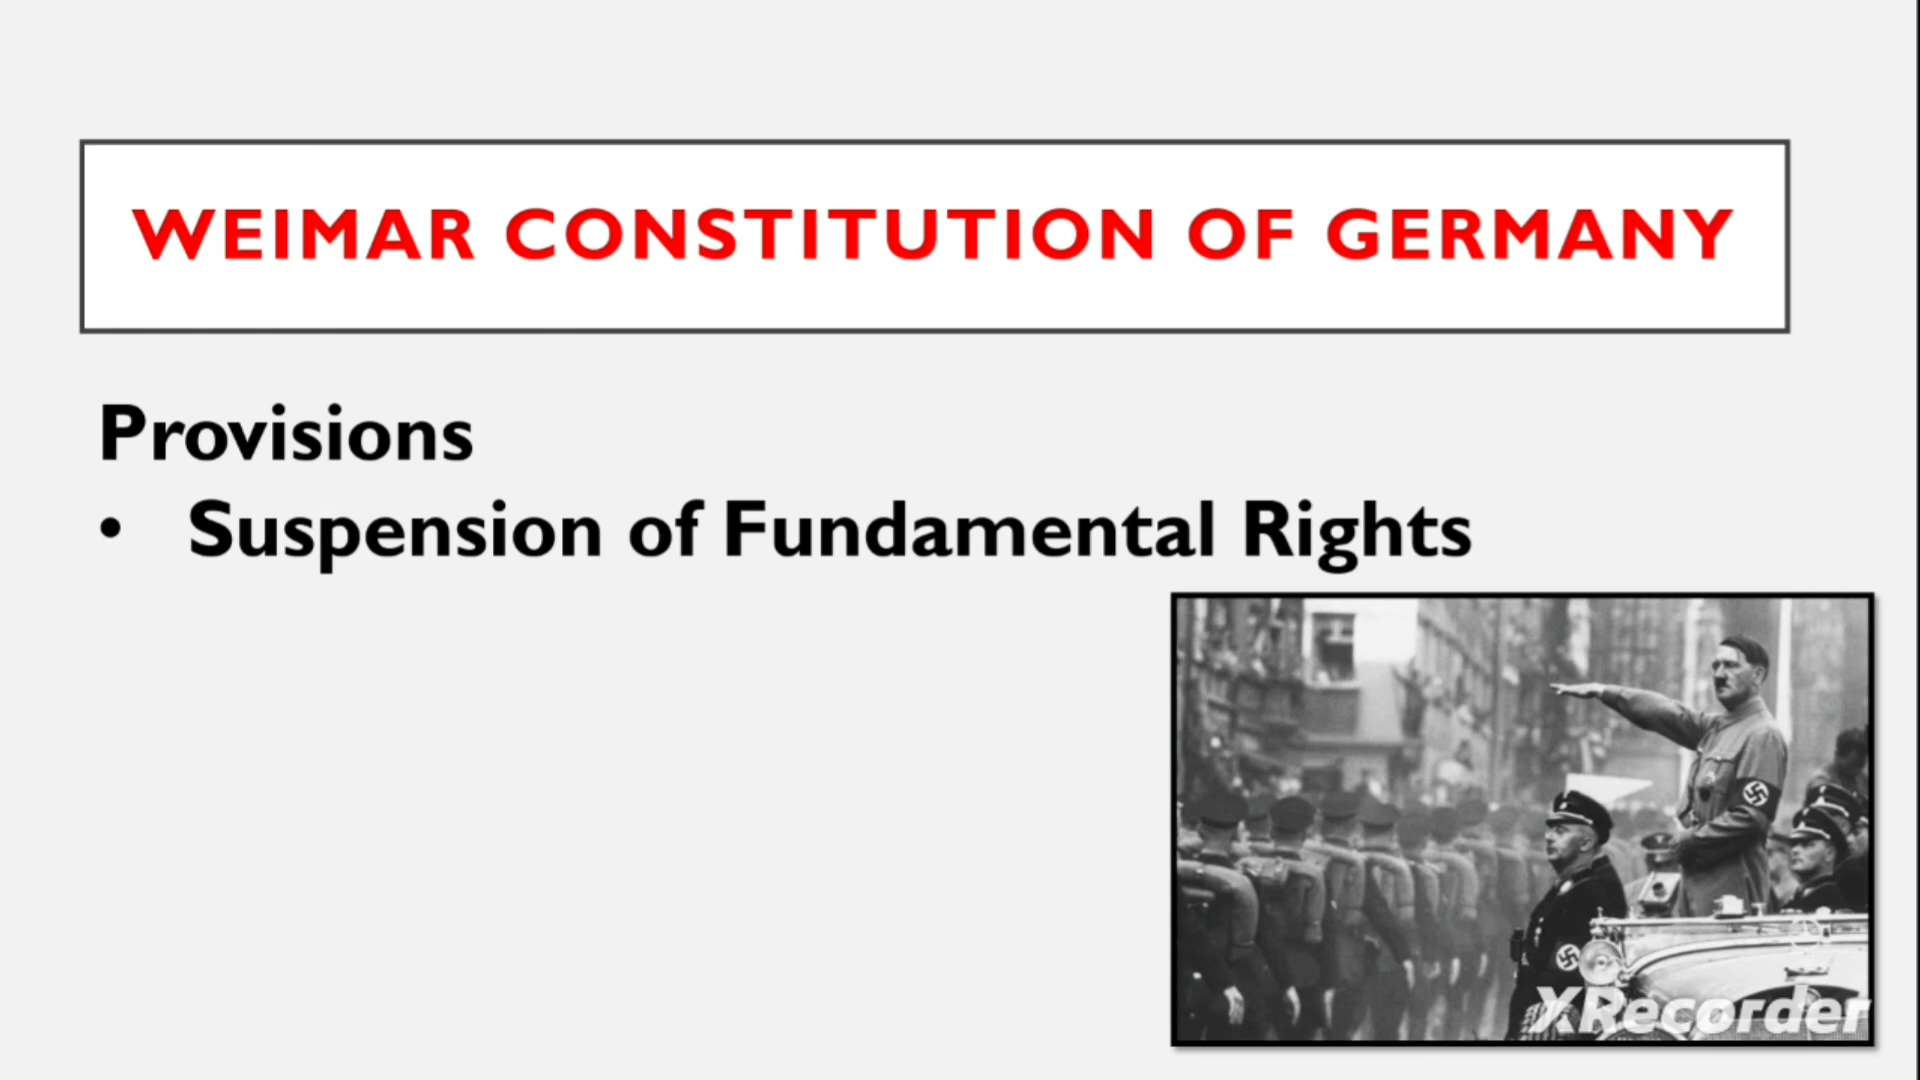 WEIMAR CONSTITUTION OF GERMANY
Provisions
• Suspension of Fundamental Rights
XRecorder